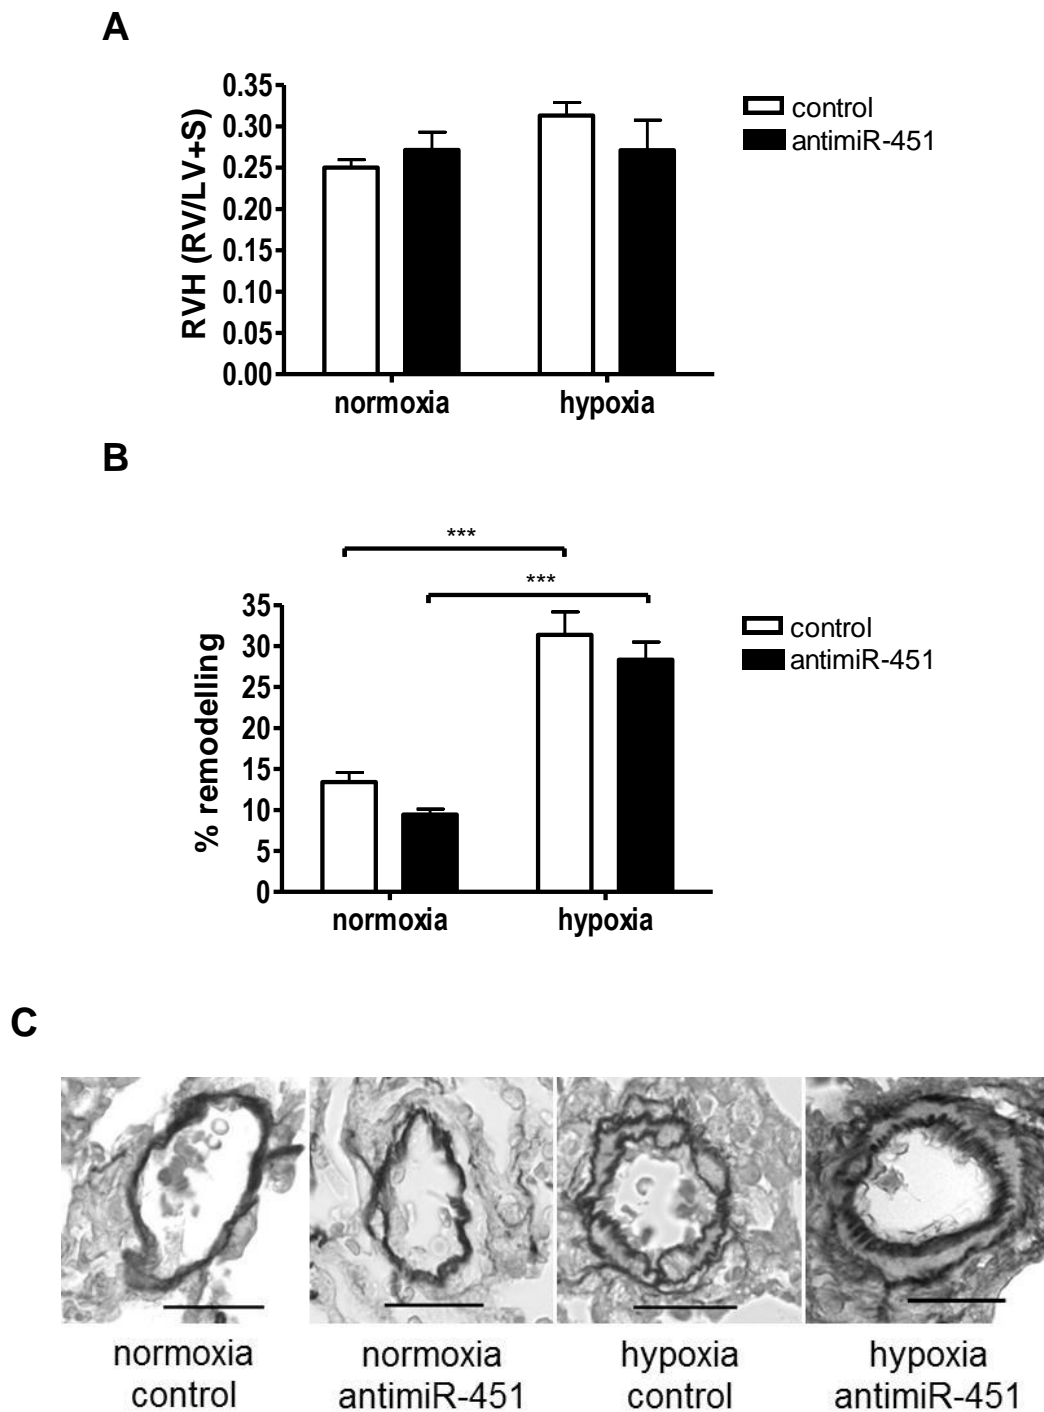 A
RVH (RV/LV+S)
0.35
0.30
0.25
0.20
0.15
0.10
0.05
0.00
normoxia
hypoxia
control
antimiR-451
B
***
***
% remodelling
35
30
25
20
15
10
5
0
normoxia
hypoxia
control
antimiR-451
C
normoxia
control
normoxia
antimiR-451
hypoxia
control
hypoxia
antimiR-451